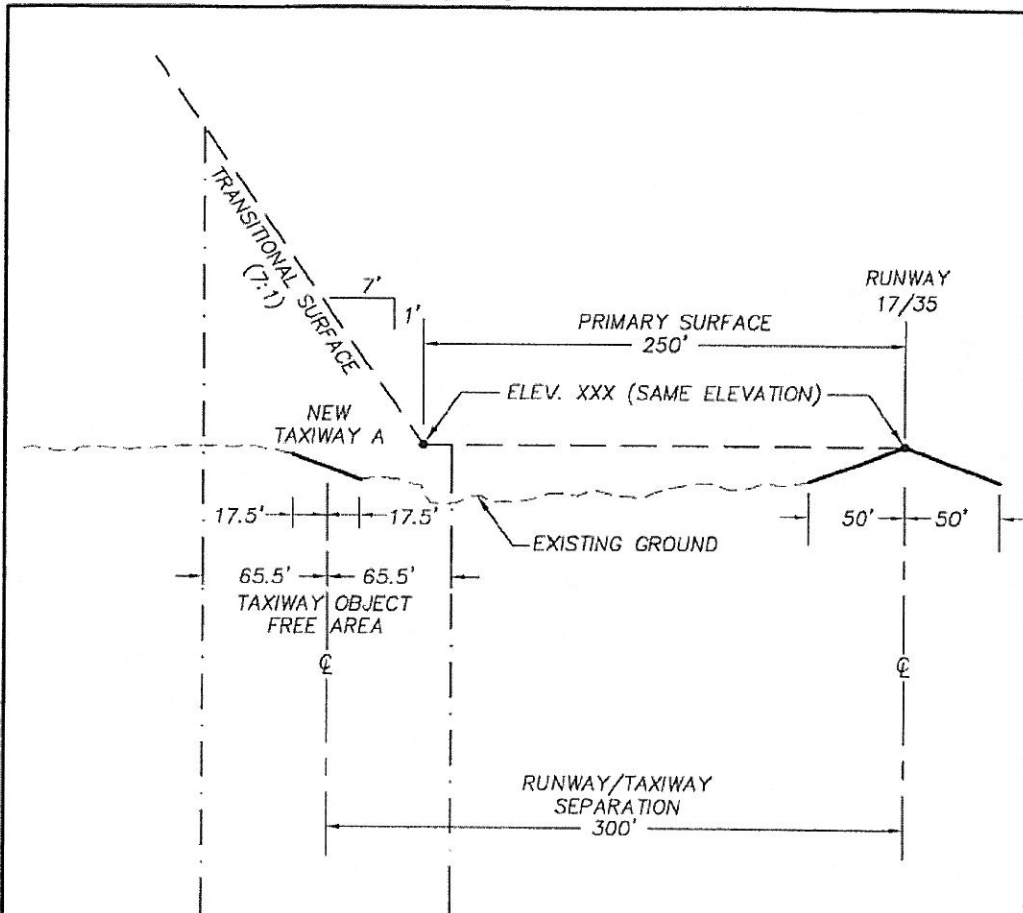 TRANSITIONAL SURFACE
(7:1)
7'
1'
RUNWAY
17/35
PRIMARY SURFACE
250'
ELEV. XXX (SAME ELEVATION)
NEW
TAXIWAY A
17.5'
17.5'
50'
50'
EXISTING GROUND
65.5'
65.5'
TAXIWAY OBJECT
FREE AREA
℄
℄
RUNWAY/TAXIWAY
SEPARATION
300'